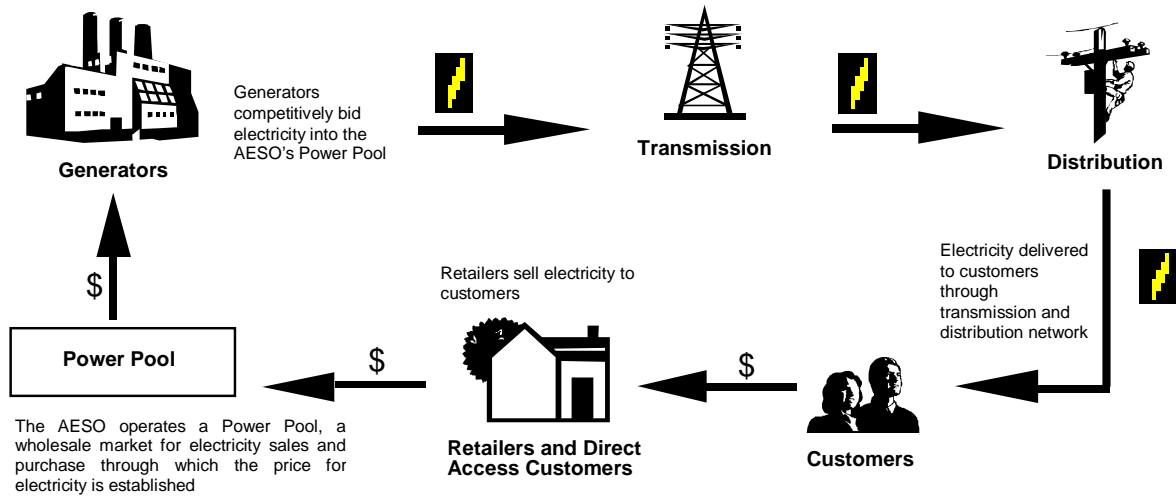 Generators
competitively bid
electricity into the
AESO's Power Pool
Generators
Transmission
Distribution
Electricity delivered
to customers
through
transmission and
distribution network
$
Retailers sell electricity to
customers
Power Pool
$
$
The AESO operates a Power Pool, a
wholesale market for electricity sales and
purchase through which the price for
electricity is established
Retailers and Direct
Access Customers
Customers